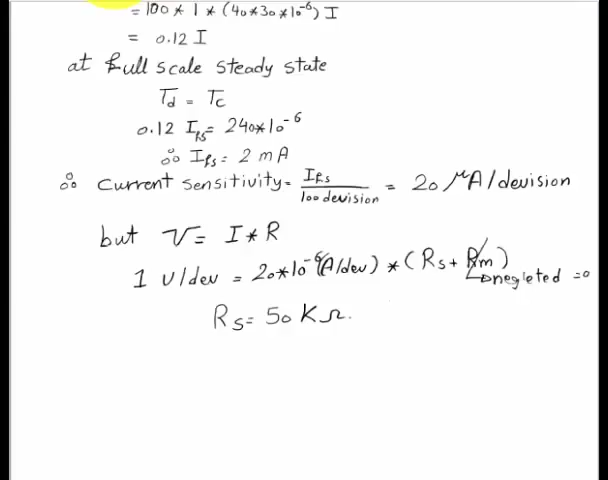 = 100 * 1 * (40*30*10⁻⁶) I
= 0.12 I
at full scale steady state
Td = Tc
0.12 Ifs = 240*10⁻⁶
∴ Ifs = 2 mA
∴ Current sensitivity = Ifs / 100 devision = 20 μA/devision
but V = I * R
1 V/dev = 20*10⁻⁶ (A/dev) * (Rs + Rm) negleted = 0
Rs = 50 KΩ.